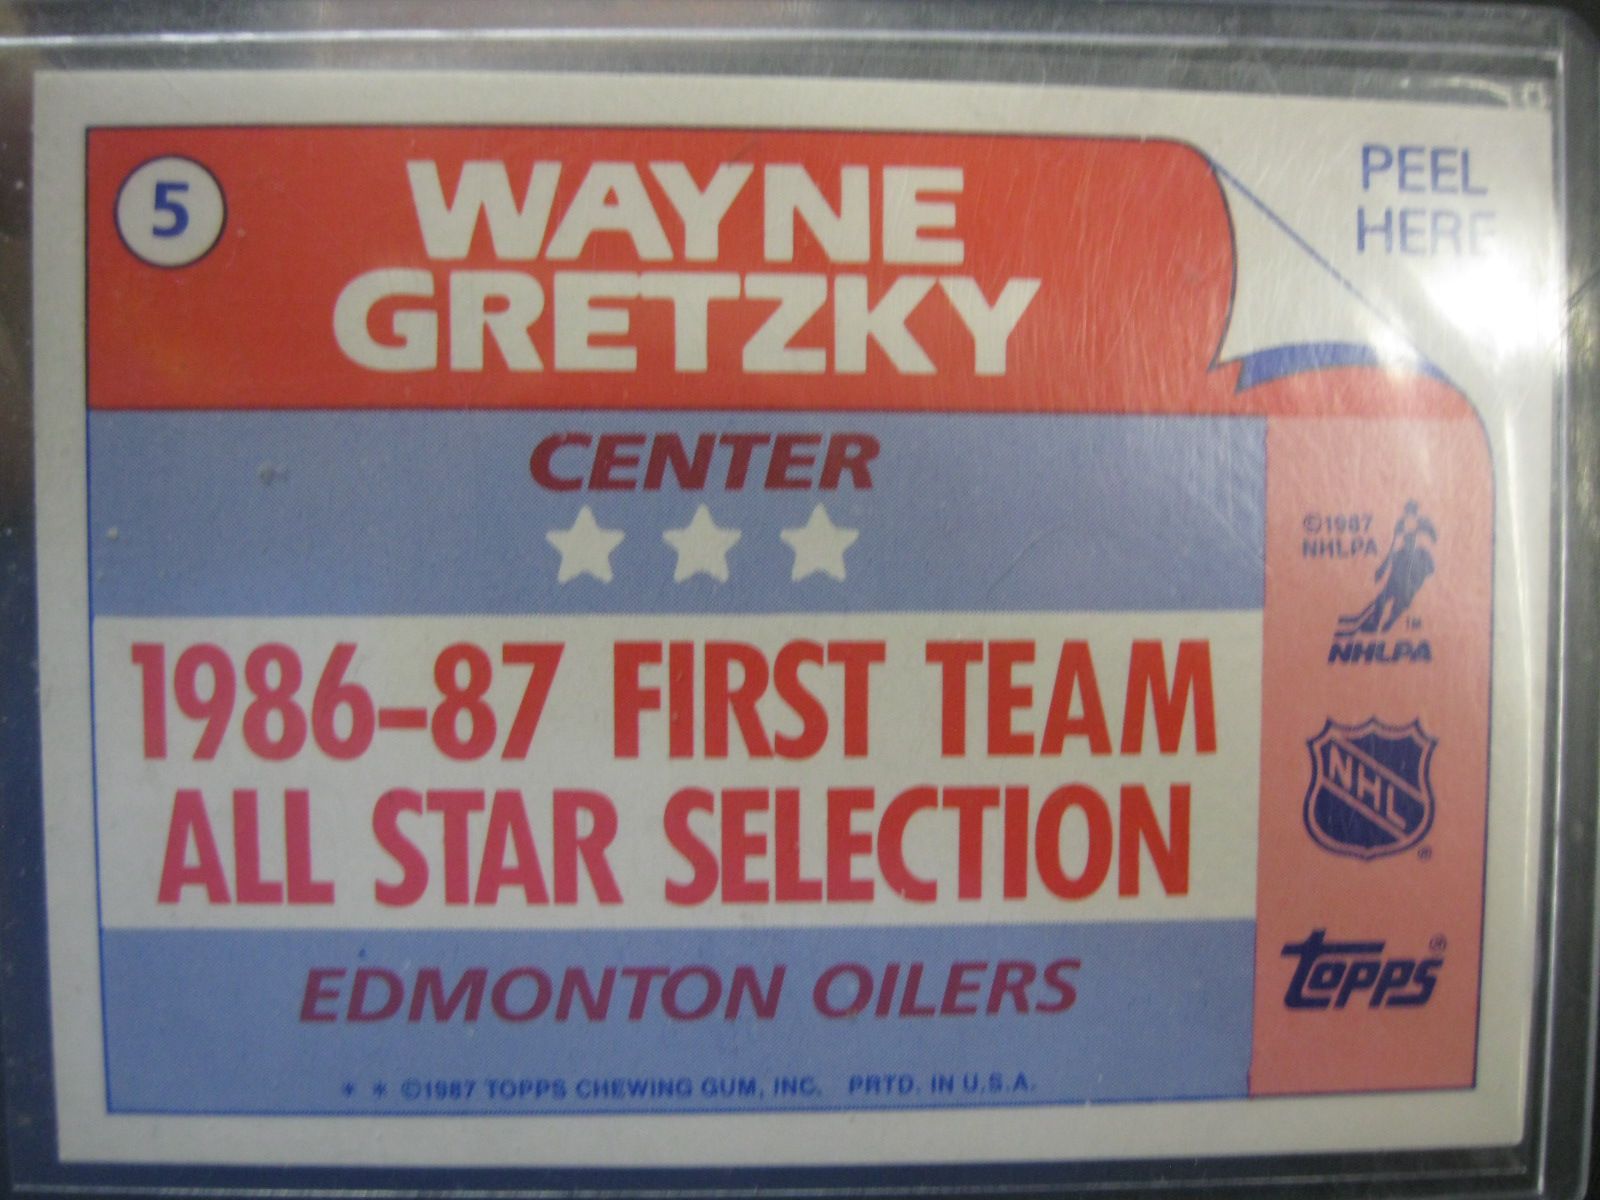 5
WAYNE
GRETZKY
PEEL
HERE
CENTER
1986-87 FIRST TEAM
ALL STAR SELECTION
EDMONTON OILERS
* * ©1987 TOPPS CHEWING GUM, INC. PRTD. IN U.S.A.
©1987
NHLPA
TM
NHLPA
NHL®
topps®